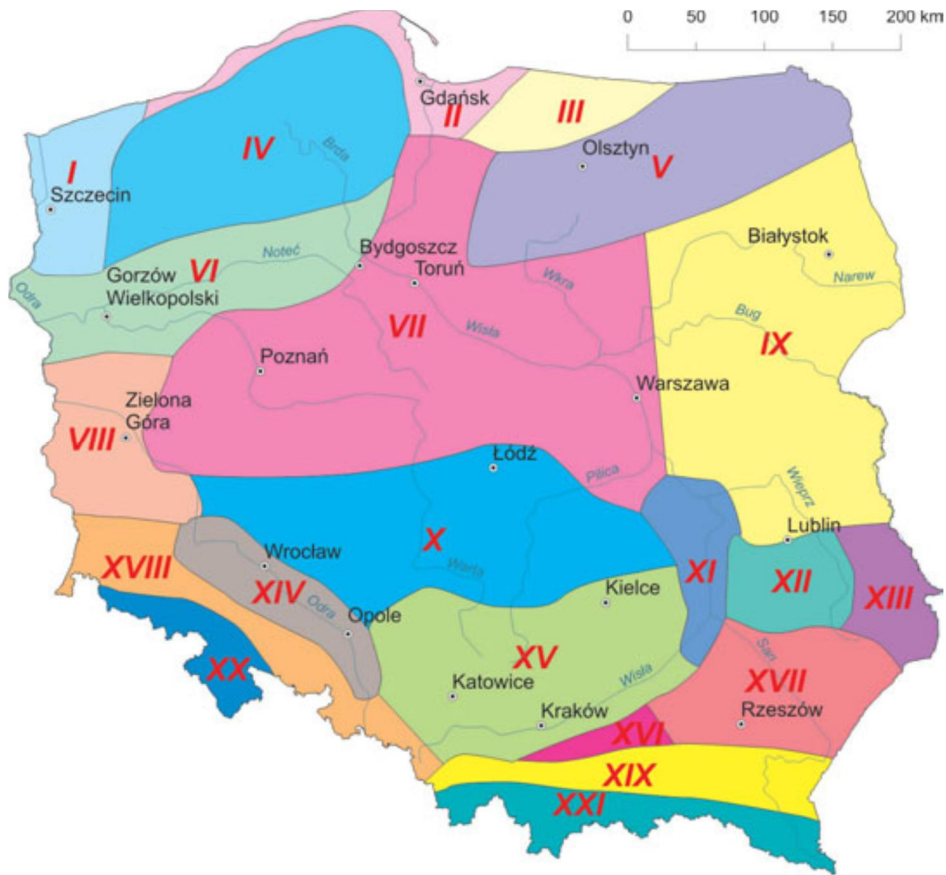 0 50 100 150 200 km
Gdańsk
II
III
IV
Brda
Olsztyn
V
I
Szczecin
Białystok
Bydgoszcz
Toruń
Noteć
VI
Gorzów
Wielkopolski
Odra
Wkra
Narew
Bug
VII
Wisła
IX
Poznań
Warszawa
Zielona
Góra
VIII
Łódź
Pilica
Wieprz
Lublin
X
Wrocław
XVIII
Warta
XI
XII
XIII
XIV
Odra
Kielce
Opole
XV
San
XX
Katowice
Wisła
XVII
Kraków
Rzeszów
XVI
XIX
XXI